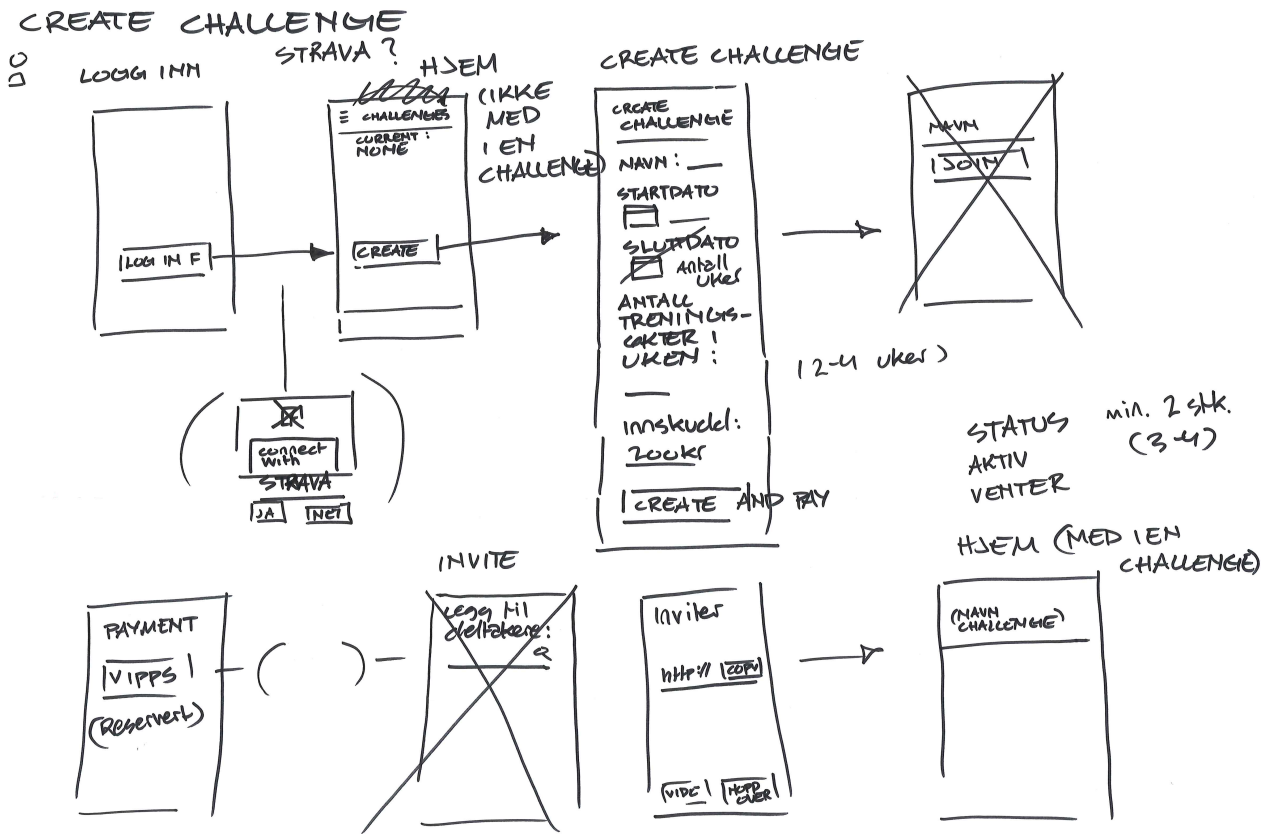 CREATE CHALLENGE
DO
LOGG INN
LOG IN F
STRAVA ?
HJEM
(IKKE
MED
I EN
CHALLENGE)
☰ CHALLENGES
CURRENT :
NONE
CREATE
connect
with
STRAVA
JA
NEI
CREATE CHALLENGE
CREATE
CHALLENGE
NAVN :
STARTDATO
SLUTTDATO
Antall
uker
ANTALL
TRENINGS-
I
UKEN :
innskudd:
200kr
CREATE AND PAY
NAVN
JOIN
(2-4 uker)
STATUS
AKTIV
VENTER
min. 2 stk.
(3-4)
PAYMENT
VIPPS
(Reservert)
INVITE
Legg til
deltakere:
Inviter
http:// COPY
HOPP
OVER
HJEM (MED I EN
CHALLENGE)
(NAVN
CHALLENGE)